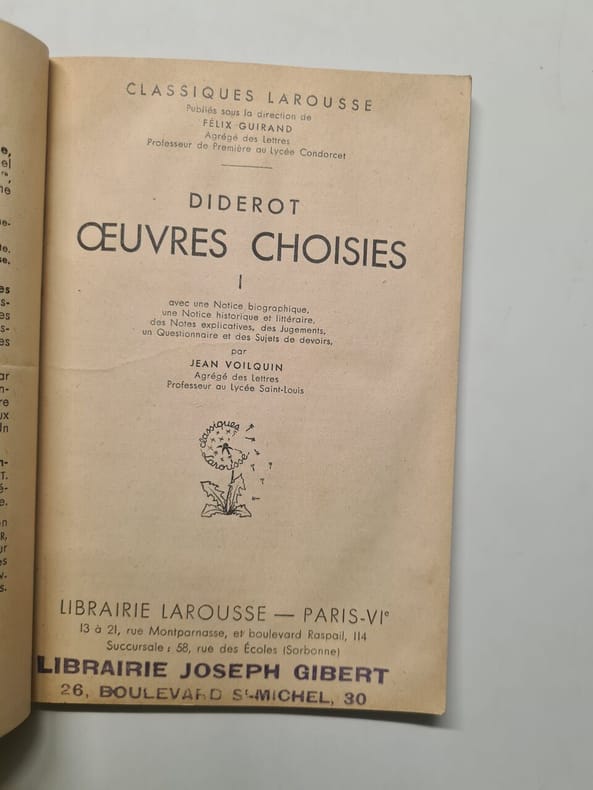 CLASSIQUES LAROUSSE
Publiés sous la direction de
FÉLIX GUIRAND
Agrégé des Lettres
Professeur de Première au Lycée Condorcet
DIDEROT
ŒUVRES CHOISIES
I
avec une Notice biographique,
une Notice historique et littéraire,
des Notes explicatives, des Jugements,
un Questionnaire et des Sujets de devoirs,
par
JEAN VOILQUIN
Agrégé des Lettres
Professeur au Lycée Saint-Louis
classiques
Larousse
LIBRAIRIE LAROUSSE — PARIS-VIe
13 à 21, rue Montparnasse, et boulevard Raspail, 114
Succursale : 58, rue des Écoles (Sorbonne)
LIBRAIRIE JOSEPH GIBERT
26, BOULEVARD St-MICHEL, 30